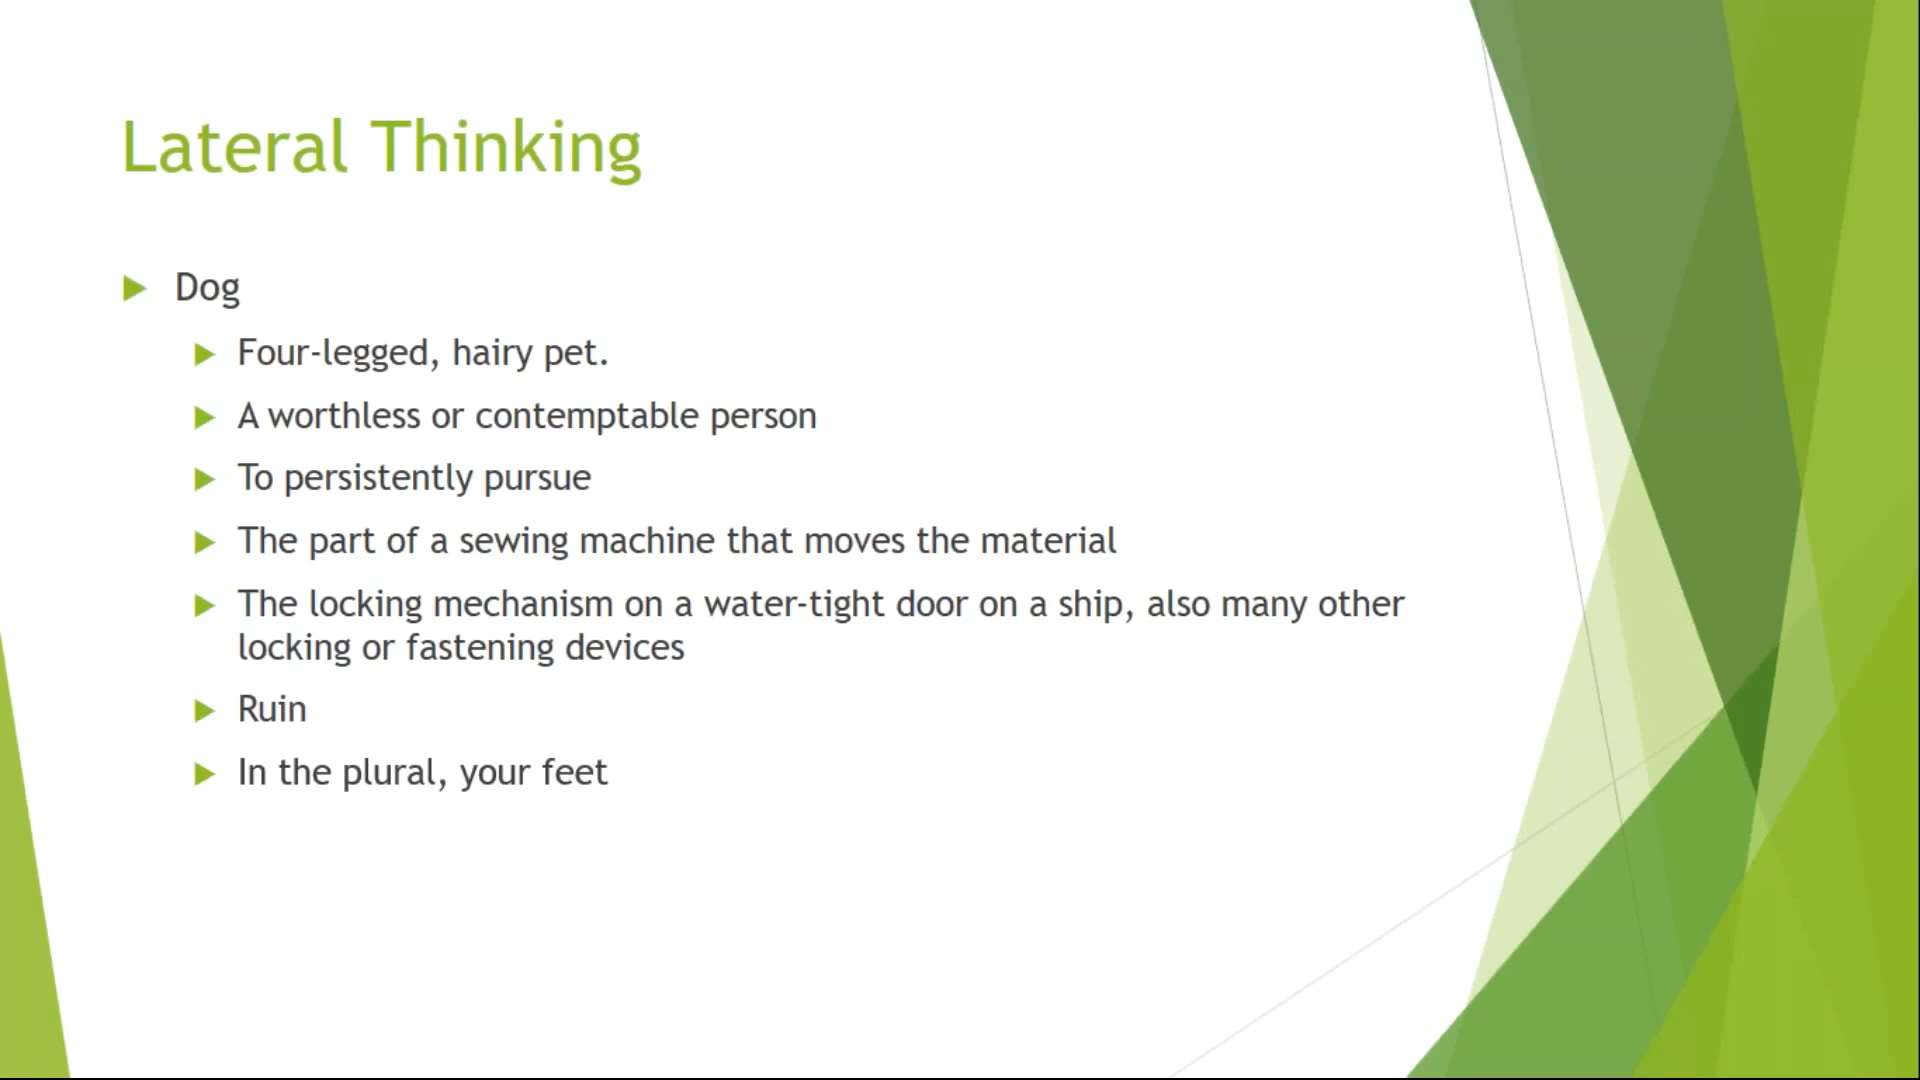 Lateral Thinking
Dog
Four-legged, hairy pet.
A worthless or contemptable person
To persistently pursue
The part of a sewing machine that moves the material
The locking mechanism on a water-tight door on a ship, also many other
locking or fastening devices
Ruin
In the plural, your feet